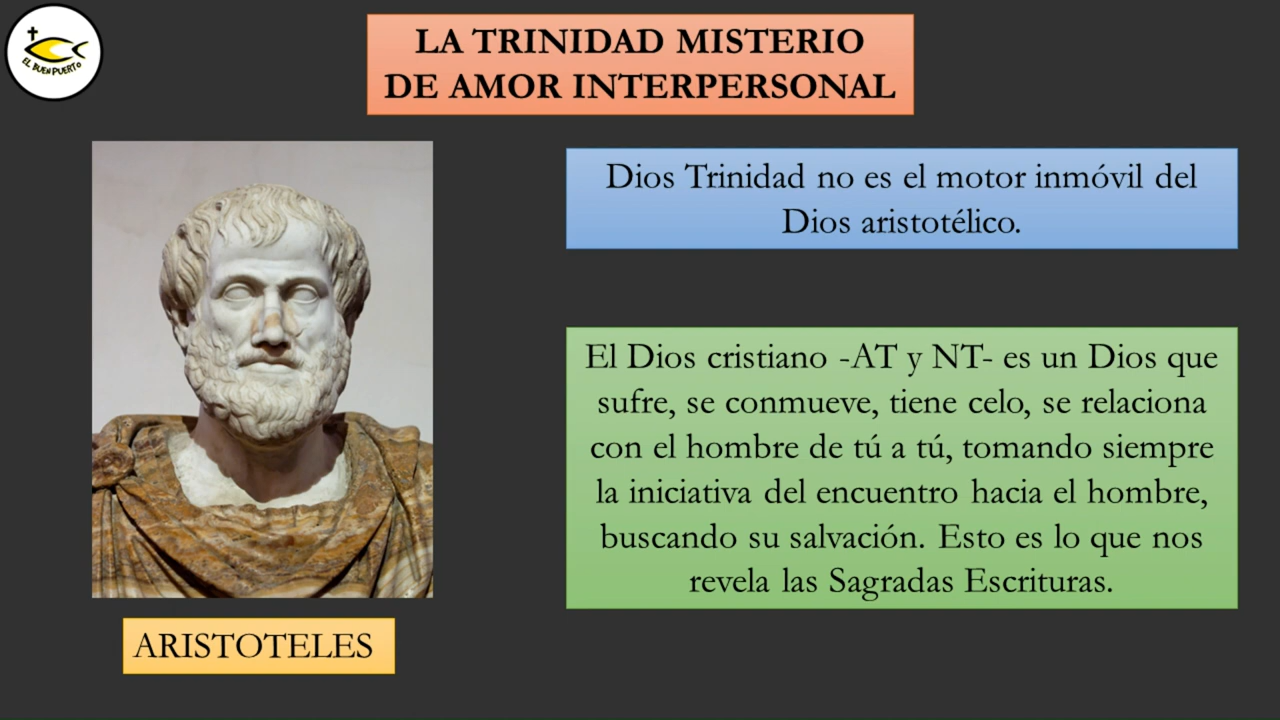 EL BUEN PUERTO
LA TRINIDAD MISTERIO
DE AMOR INTERPERSONAL
Dios Trinidad no es el motor inmóvil del
Dios aristotélico.
El Dios cristiano -AT y NT- es un Dios que
sufre, se conmueve, tiene celo, se relaciona
con el hombre de tú a tú, tomando siempre
la iniciativa del encuentro hacia el hombre,
buscando su salvación. Esto es lo que nos
revela las Sagradas Escrituras.
ARISTOTELES